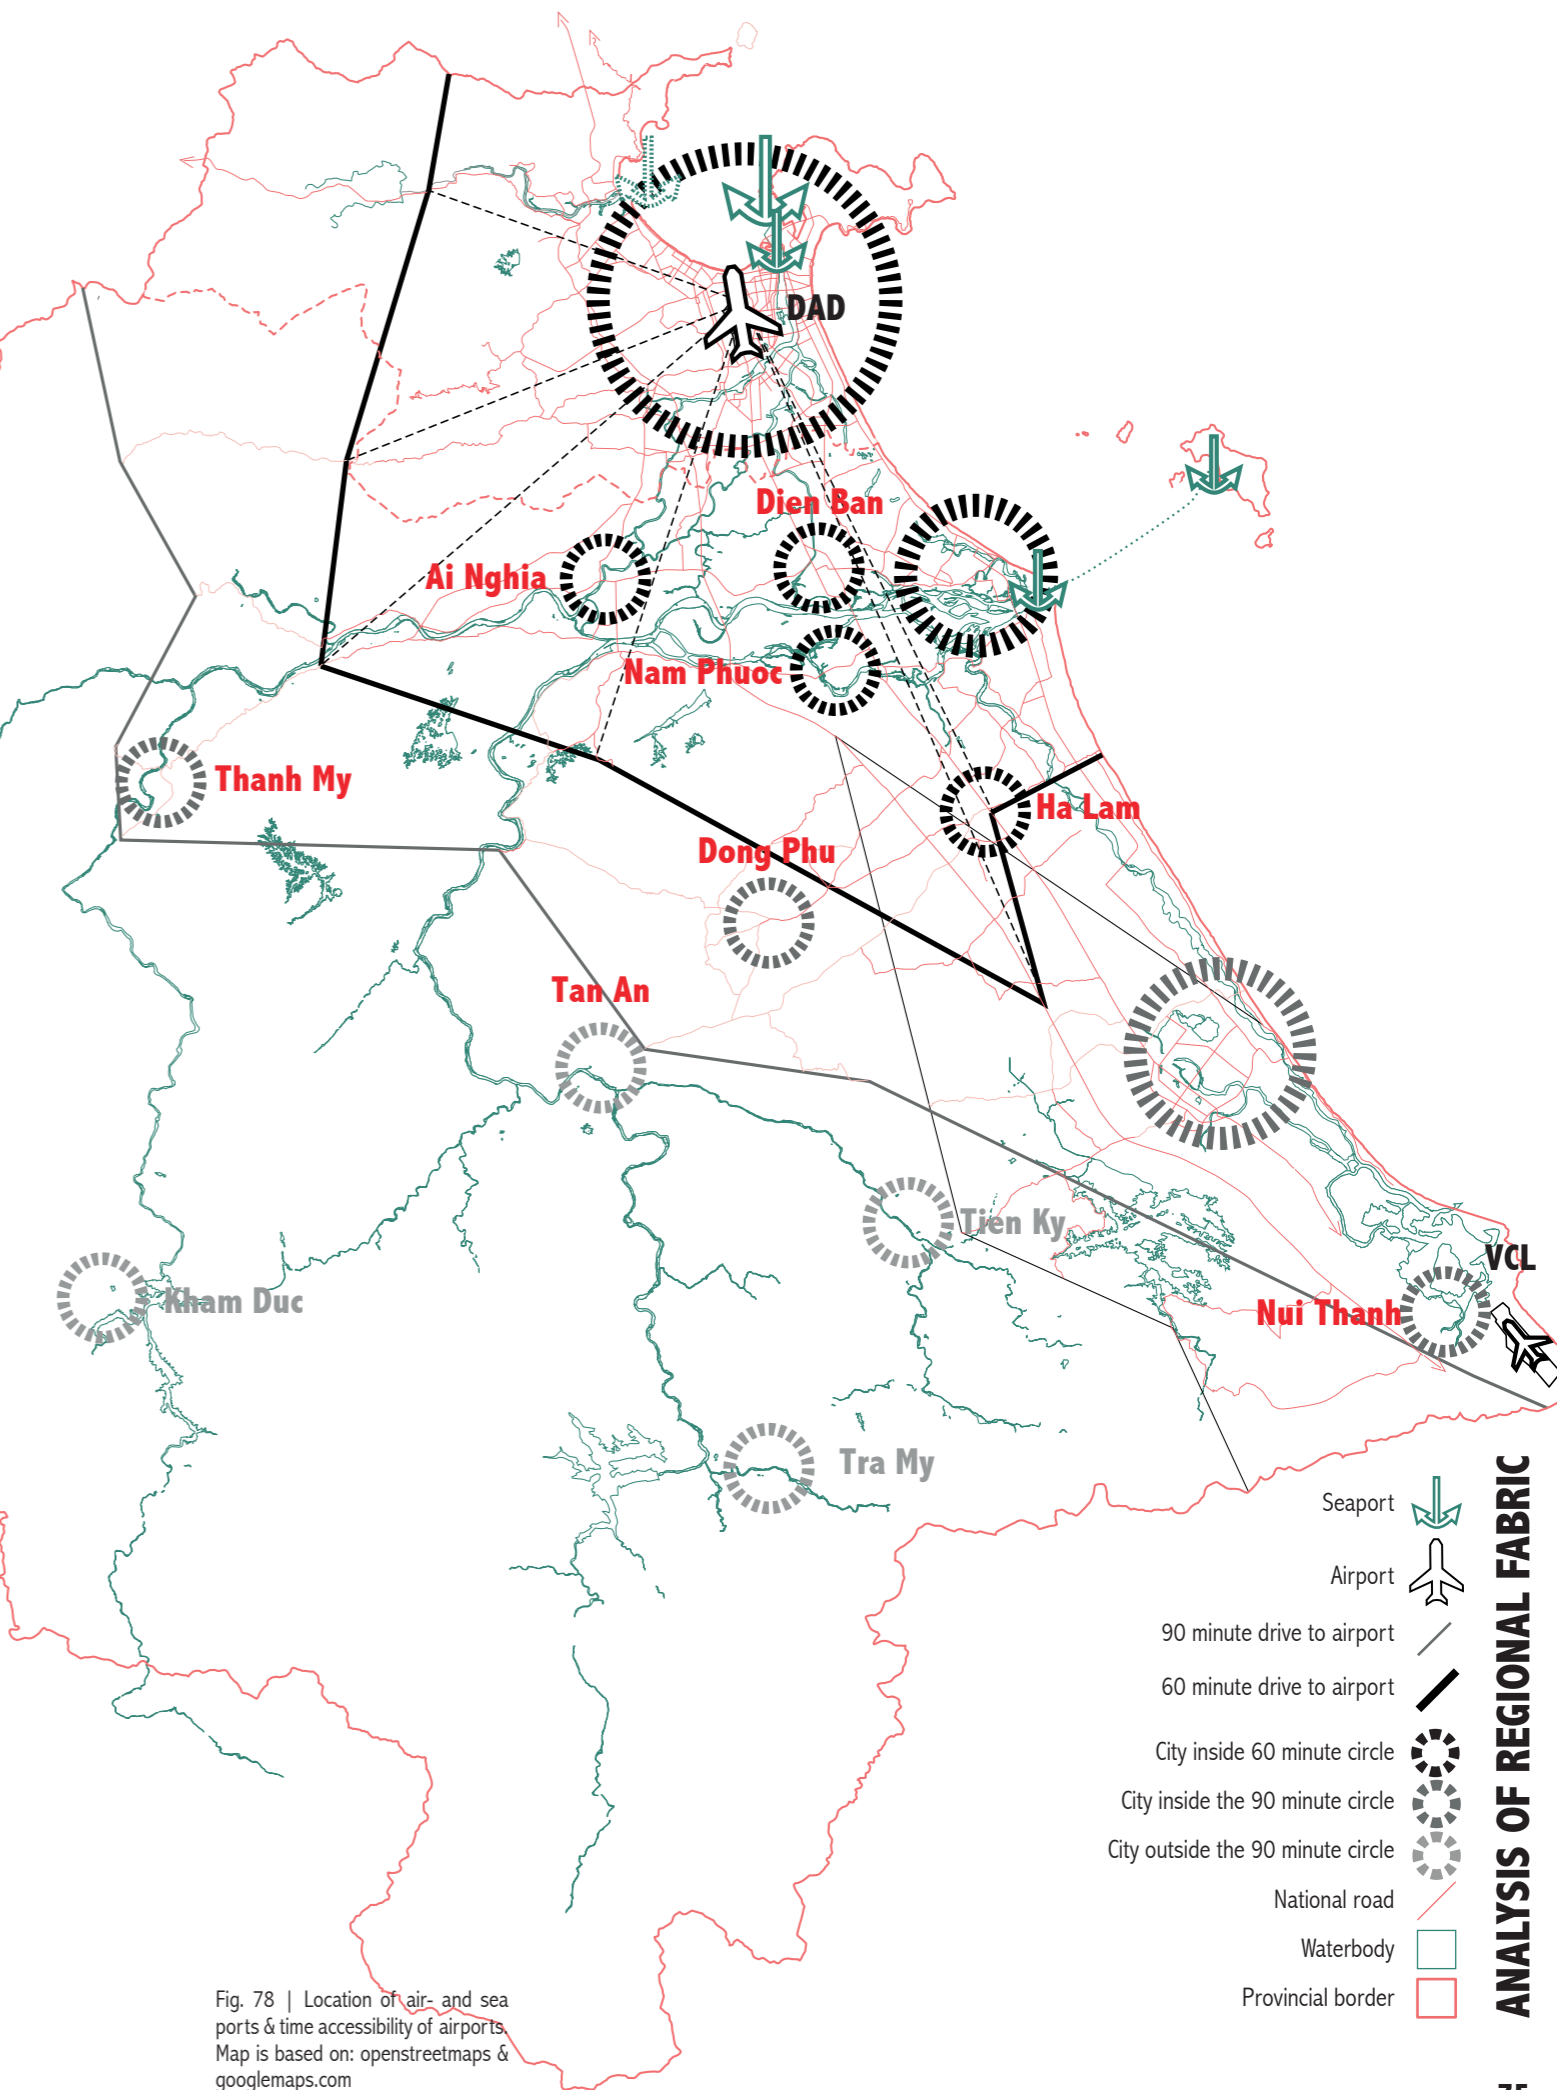 DAD
Dien Ban
Ai Nghia
Nam Phuoc
Thanh My
Ha Lam
Dong Phu
Tan An
Tien Ky
VCL
Kham Duc
Nui Thanh
Tra My
Seaport
Airport
90 minute drive to airport
60 minute drive to airport
City inside 60 minute circle
City inside the 90 minute circle
City outside the 90 minute circle
National road
Waterbody
Provincial border
ANALYSIS OF REGIONAL FABRIC
Fig. 78 | Location of air- and sea
ports & time accessibility of airports.
Map is based on: openstreetmaps &
googlemaps.com